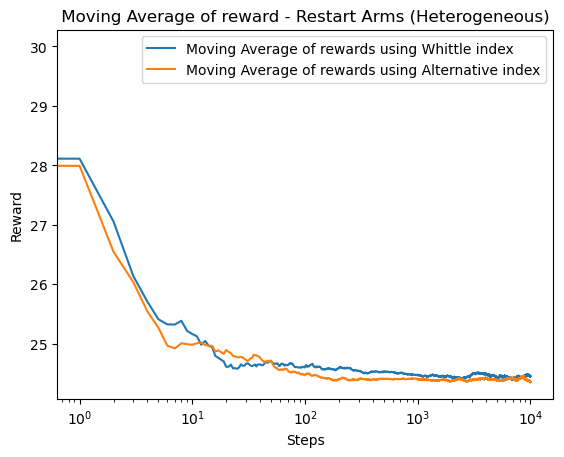 Moving Average of reward - Restart Arms (Heterogeneous)
Moving Average of rewards using Whittle index
Moving Average of rewards using Alternative index
Reward
30
29
28
27
26
25
10⁰ 10¹ 10² 10³ 10⁴
Steps